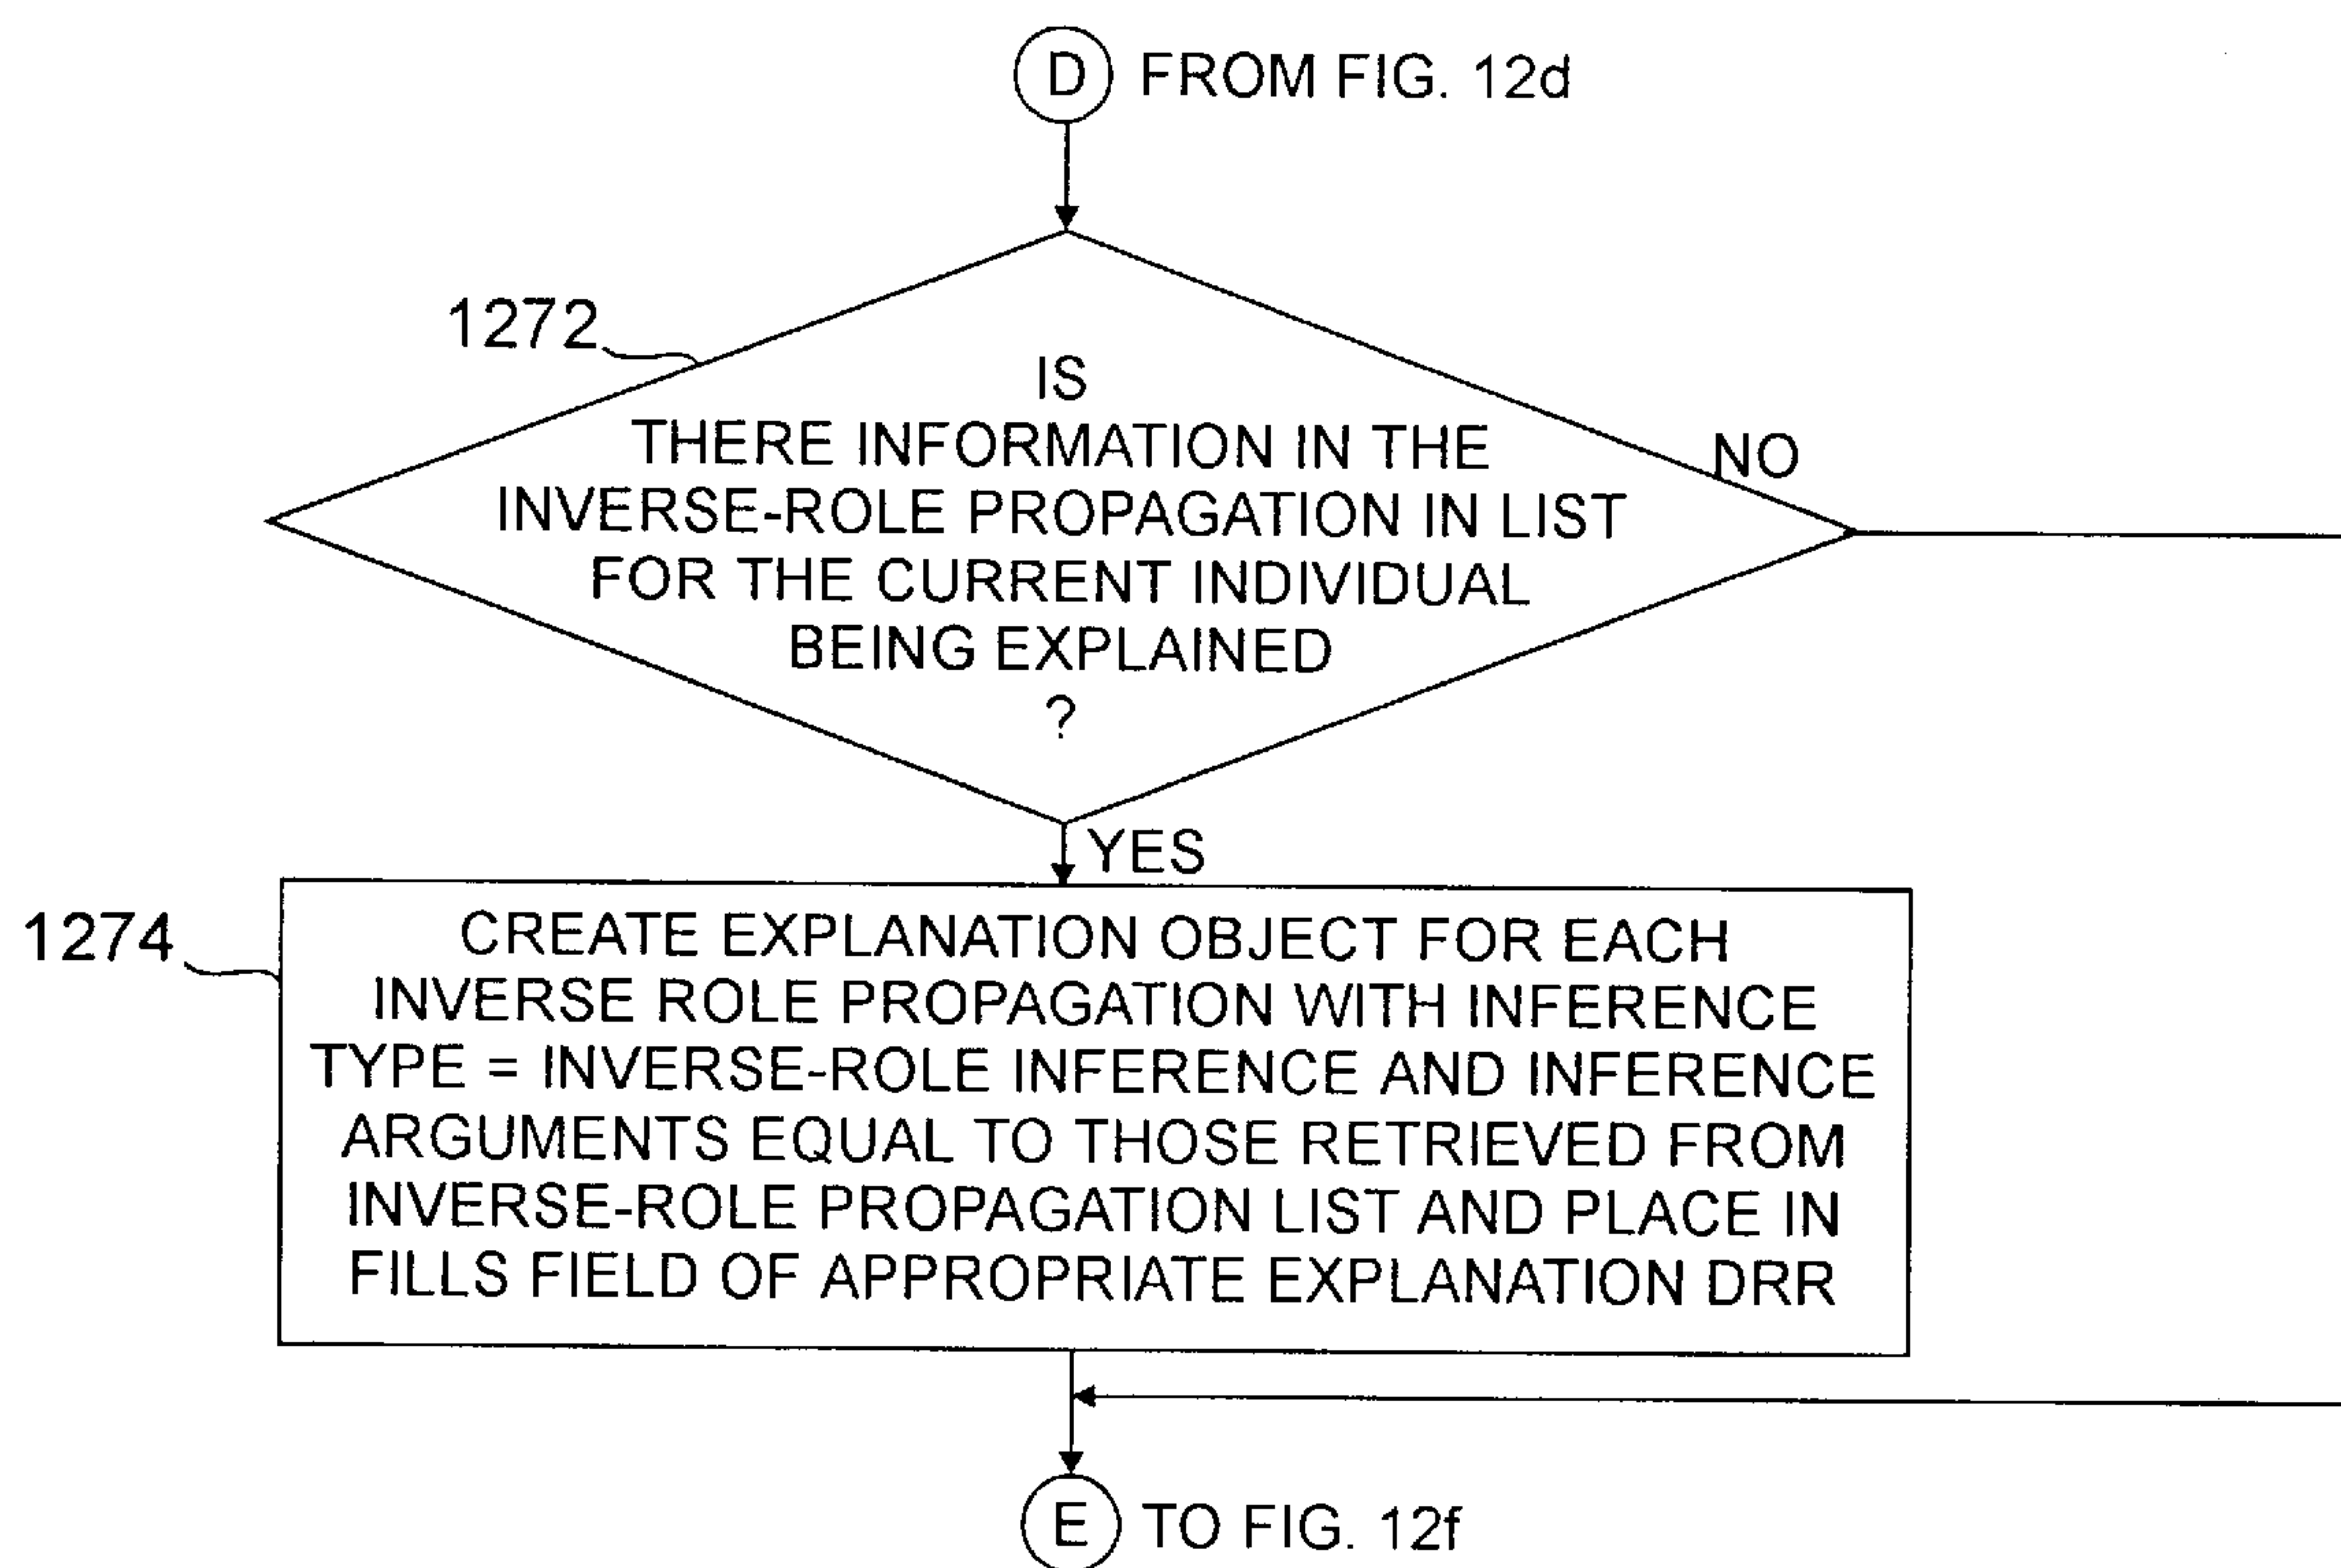 D FROM FIG. 12d
1272
IS
THERE INFORMATION IN THE
INVERSE-ROLE PROPAGATION IN LIST
FOR THE CURRENT INDIVIDUAL
BEING EXPLAINED
?
NO
YES
1274
CREATE EXPLANATION OBJECT FOR EACH
INVERSE ROLE PROPAGATION WITH INFERENCE
TYPE = INVERSE-ROLE INFERENCE AND INFERENCE
ARGUMENTS EQUAL TO THOSE RETRIEVED FROM
INVERSE-ROLE PROPAGATION LIST AND PLACE IN
FILLS FIELD OF APPROPRIATE EXPLANATION DRR
E TO FIG. 12f